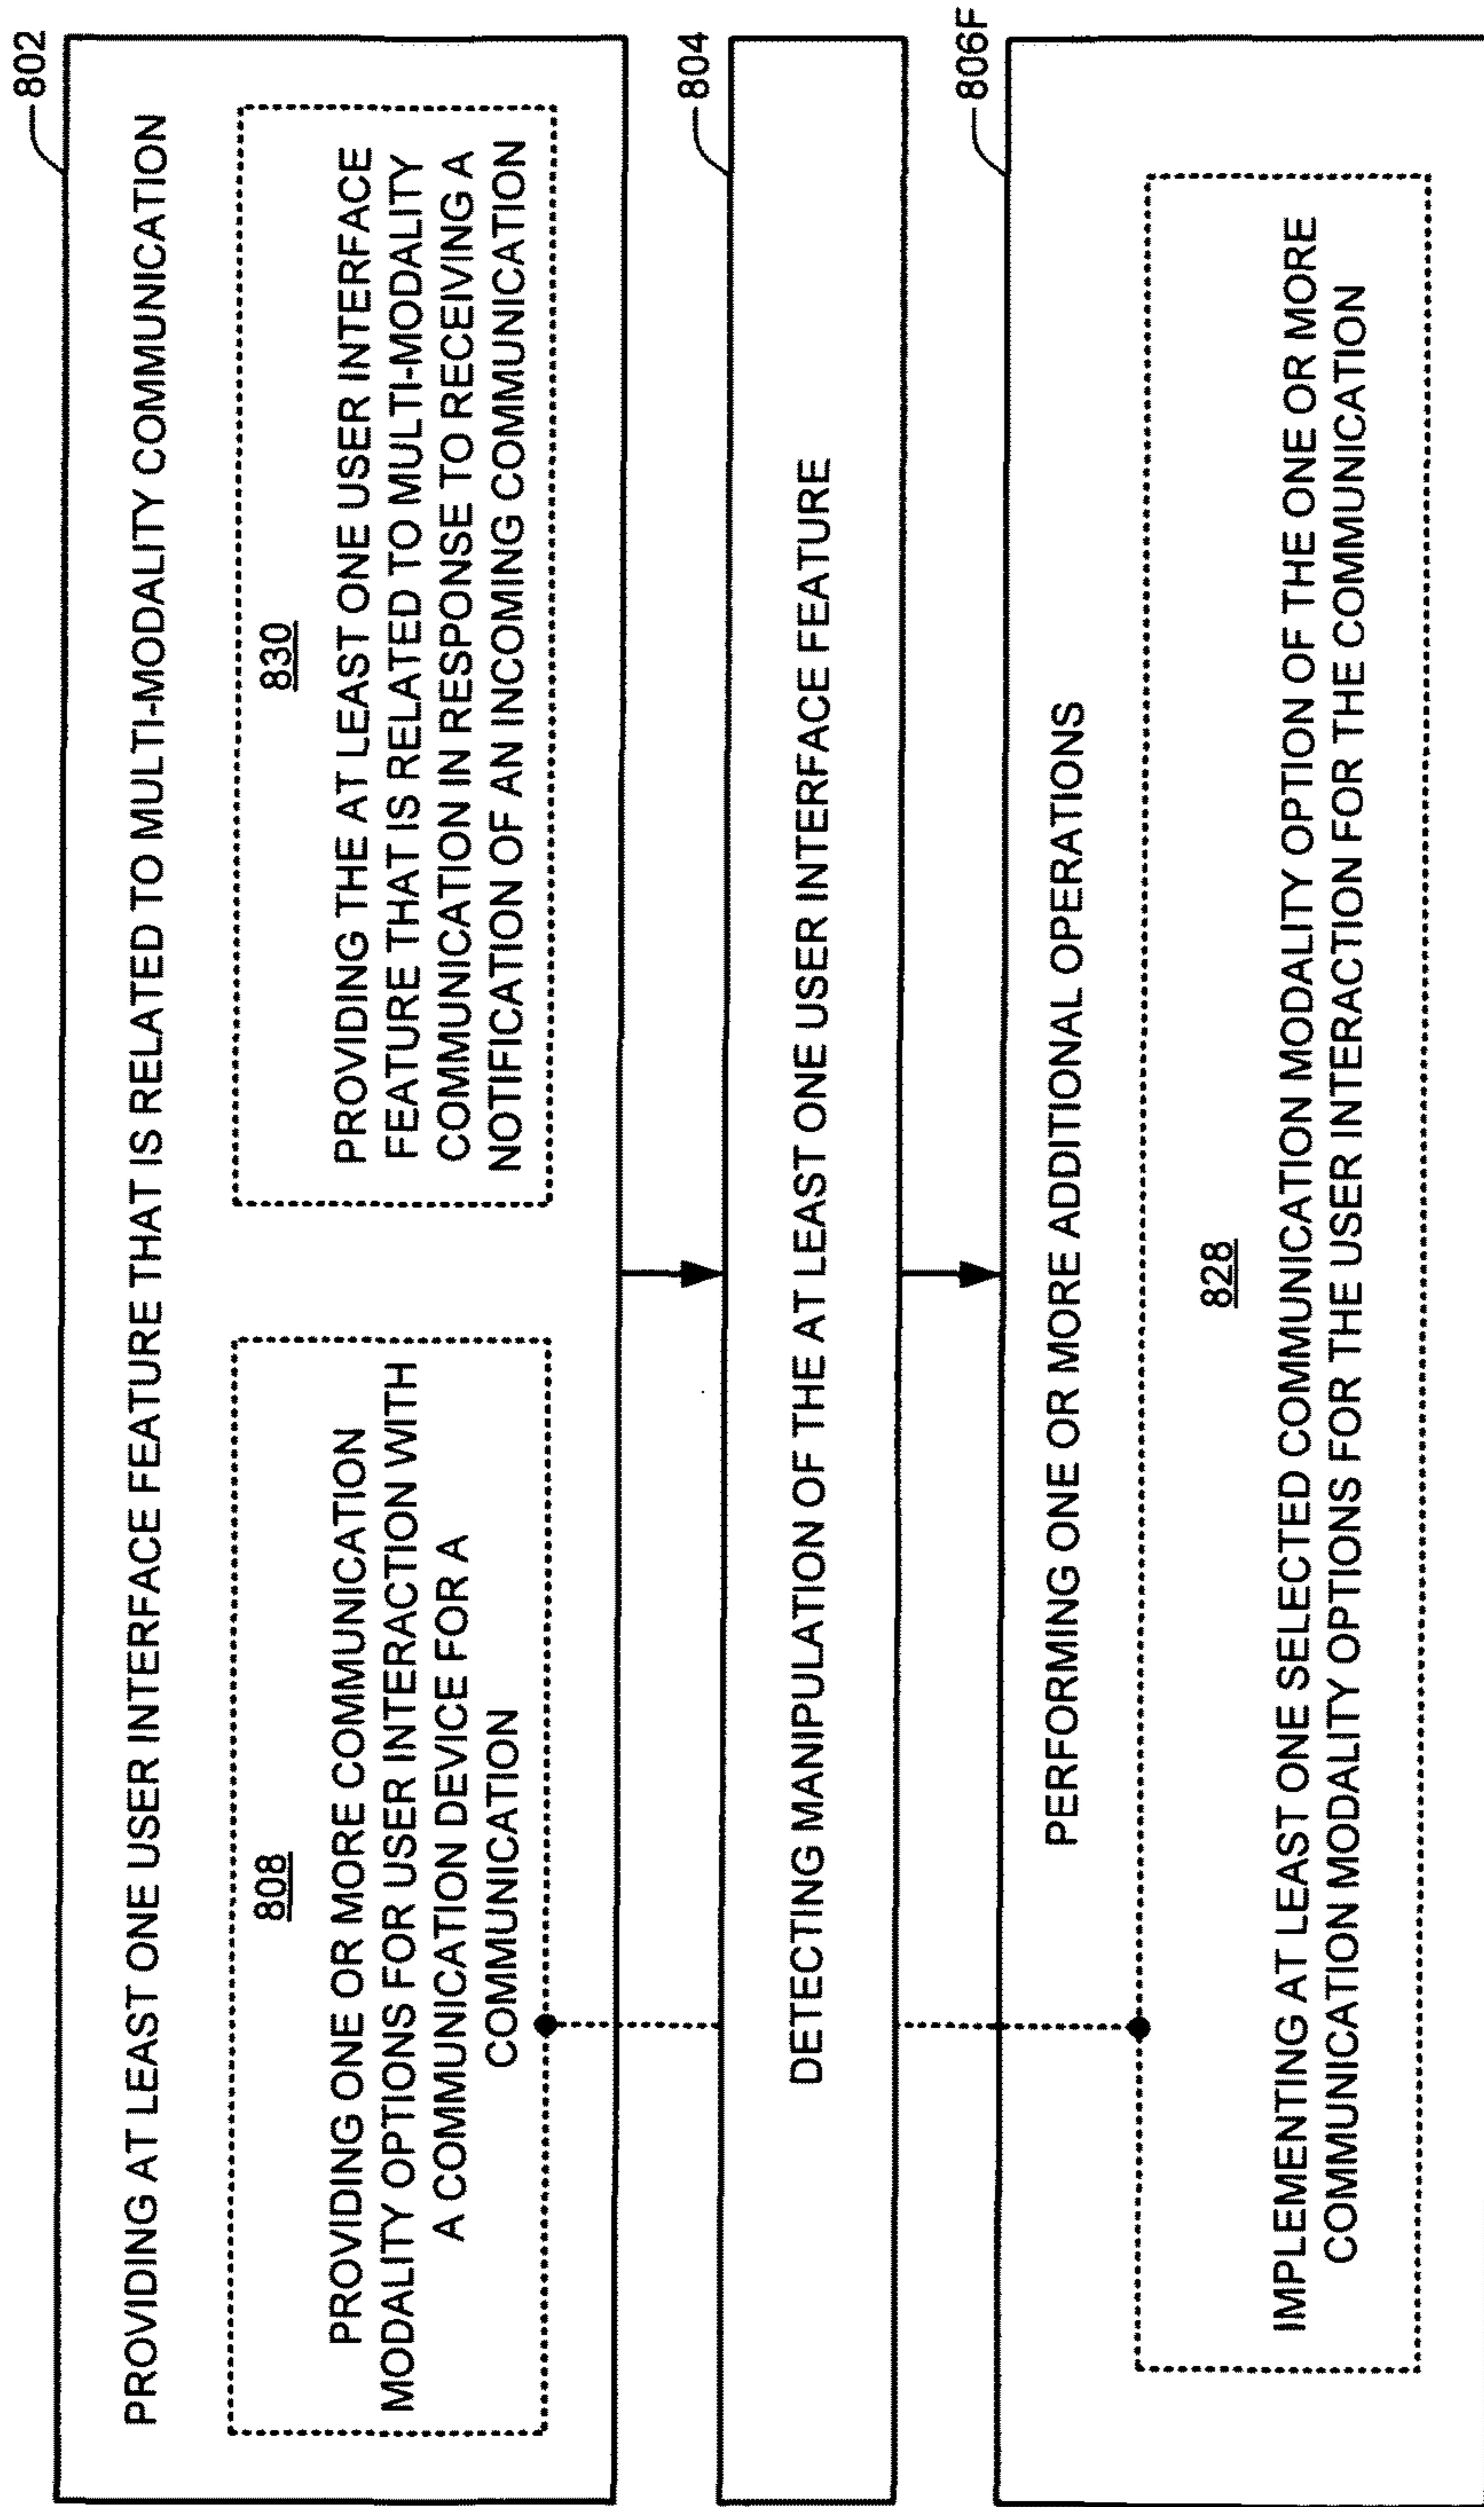 802
PROVIDING AT LEAST ONE USER INTERFACE FEATURE THAT IS RELATED TO MULTI-MODALITY COMMUNICATION
808
PROVIDING ONE OR MORE COMMUNICATION
MODALITY OPTIONS FOR USER INTERACTION WITH
A COMMUNICATION DEVICE FOR A
COMMUNICATION
830
PROVIDING THE AT LEAST ONE USER INTERFACE
FEATURE THAT IS RELATED TO MULTI-MODALITY
COMMUNICATION IN RESPONSE TO RECEIVING A
NOTIFICATION OF AN INCOMING COMMUNICATION
804
DETECTING MANIPULATION OF THE AT LEAST ONE USER INTERFACE FEATURE
806F
PERFORMING ONE OR MORE ADDITIONAL OPERATIONS
828
IMPLEMENTING AT LEAST ONE SELECTED COMMUNICATION MODALITY OPTION OF THE ONE OR MORE
COMMUNICATION MODALITY OPTIONS FOR THE USER INTERACTION FOR THE COMMUNICATION